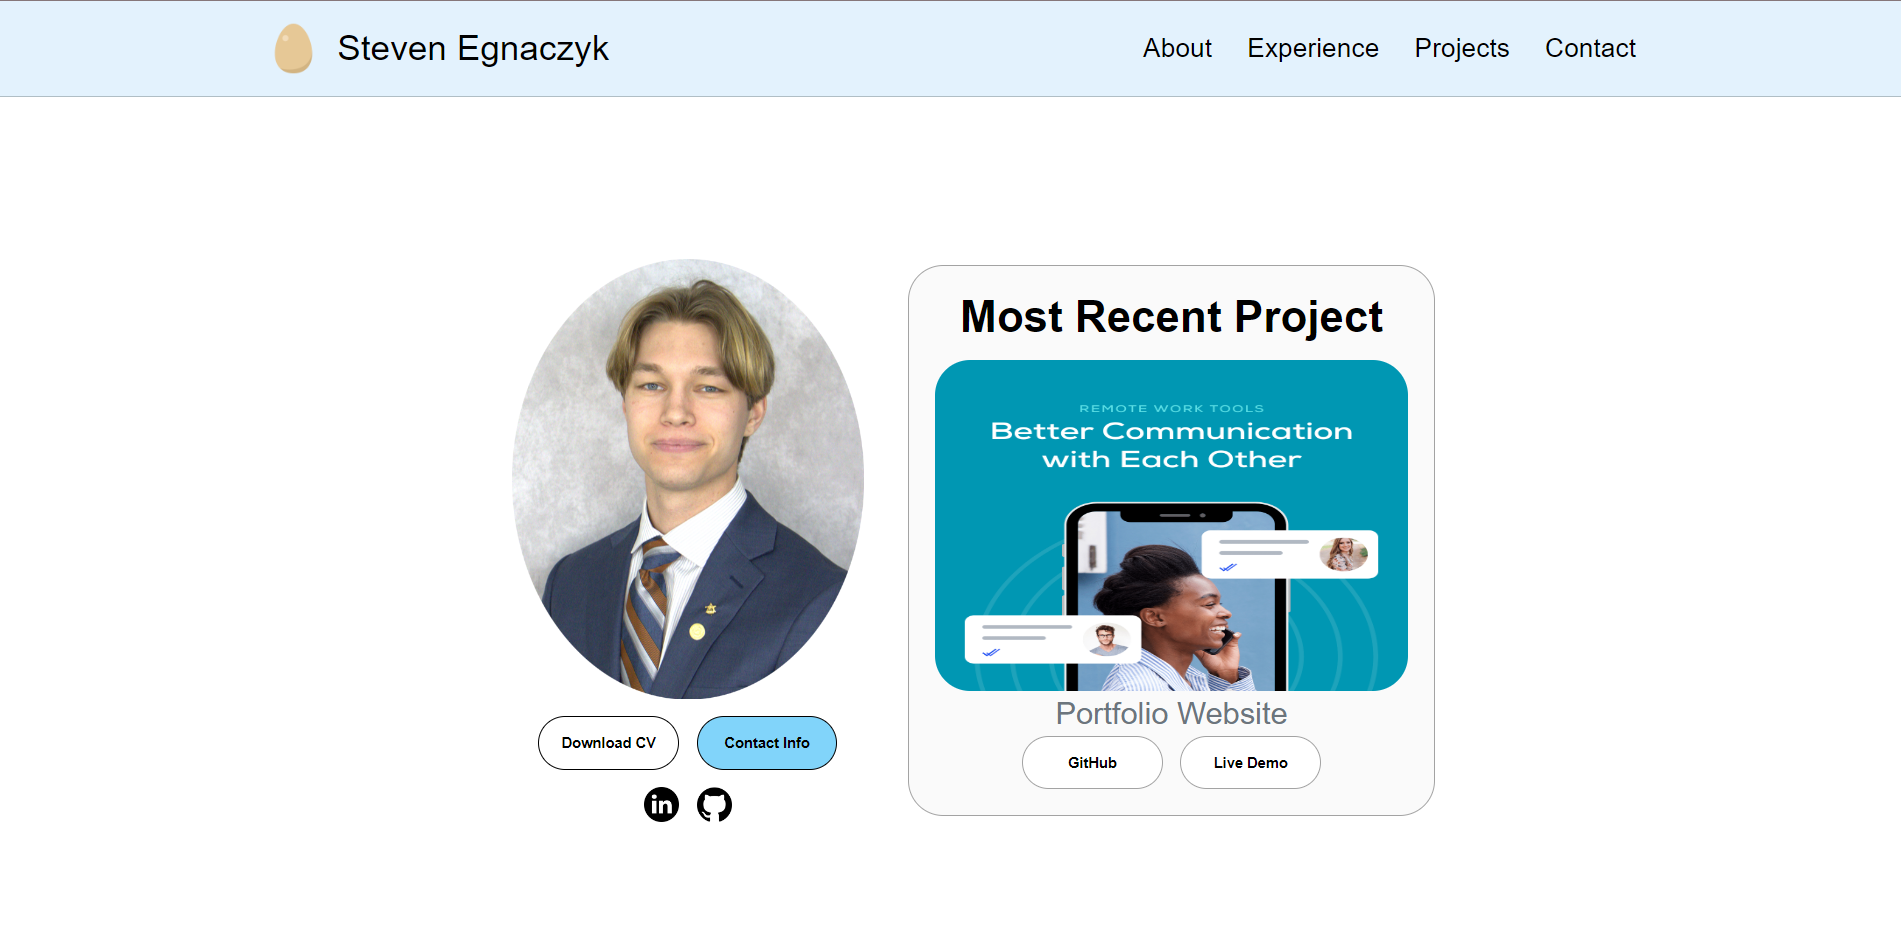 Steven Egnaczyk
About
Experience
Projects
Contact
Most Recent Project
REMOTE WORK TOOLS
Better Communication
with Each Other
Portfolio Website
GitHub
Live Demo
Download CV
Contact Info
in